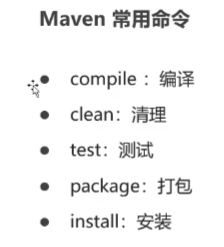 Maven 常用命令
• compile ：编译
• clean：清理
• test：测试
• package：打包
• install：安装